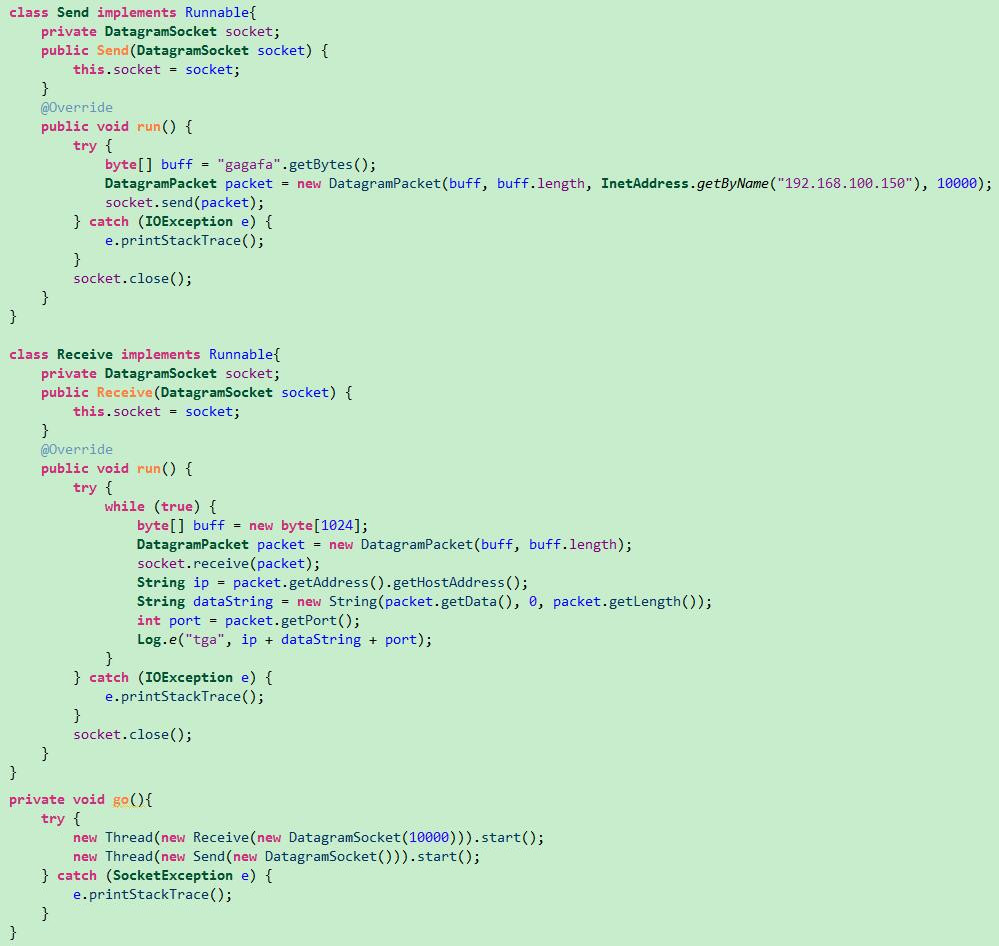 class Send implements Runnable{
    private DatagramSocket socket;
    public Send(DatagramSocket socket) {
        this.socket = socket;
    }
    @Override
    public void run() {
        try {
            byte[] buff = "gagafa".getBytes();
            DatagramPacket packet = new DatagramPacket(buff, buff.length, InetAddress.getByName("192.168.100.150"), 10000);
            socket.send(packet);
        } catch (IOException e) {
            e.printStackTrace();
        }
        socket.close();
    }
}

class Receive implements Runnable{
    private DatagramSocket socket;
    public Receive(DatagramSocket socket) {
        this.socket = socket;
    }
    @Override
    public void run() {
        try {
            while (true) {
                byte[] buff = new byte[1024];
                DatagramPacket packet = new DatagramPacket(buff, buff.length);
                socket.receive(packet);
                String ip = packet.getAddress().getHostAddress();
                String dataString = new String(packet.getData(), 0, packet.getLength());
                int port = packet.getPort();
                Log.e("tga", ip + dataString + port);
            }
        } catch (IOException e) {
            e.printStackTrace();
        }
        socket.close();
    }
}
private void go(){
    try {
        new Thread(new Receive(new DatagramSocket(10000))).start();
        new Thread(new Send(new DatagramSocket())).start();
    } catch (SocketException e) {
        e.printStackTrace();
    }
}